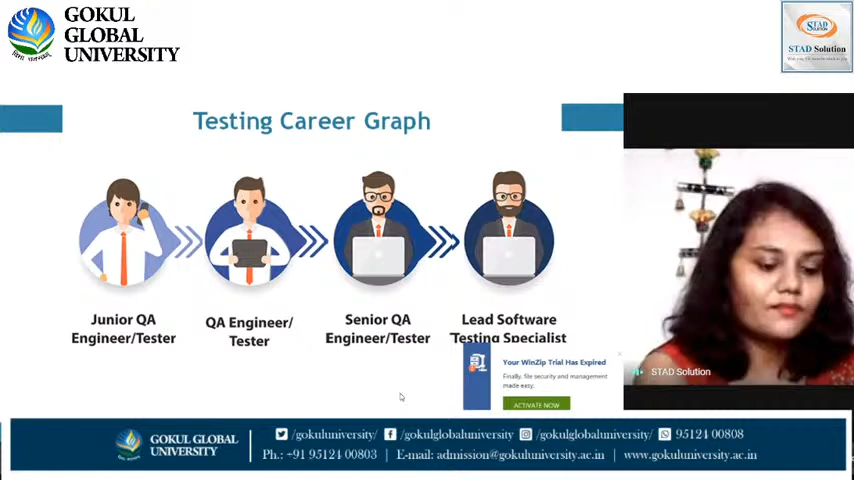 GOKUL
GLOBAL
UNIVERSITY
STAD
SOLUTION
STAD Solution
Testing Career Graph
Junior QA
Engineer/Tester
QA Engineer/
Tester
Senior QA
Engineer/Tester
Lead Software
Testing Specialist
Your WinZip Trial Has Expired
Finally, file security and management
made easy.
ACTIVATE NOW
STAD Solution
GOKUL GLOBAL
UNIVERSITY
/gokuluniversity/ /gokulglobaluniversity /gokulglobaluniversity/ 95124 00808
Ph.: +91 95124 00803 | E-mail: admission@gokuluniversity.ac.in | www.gokuluniversity.ac.in